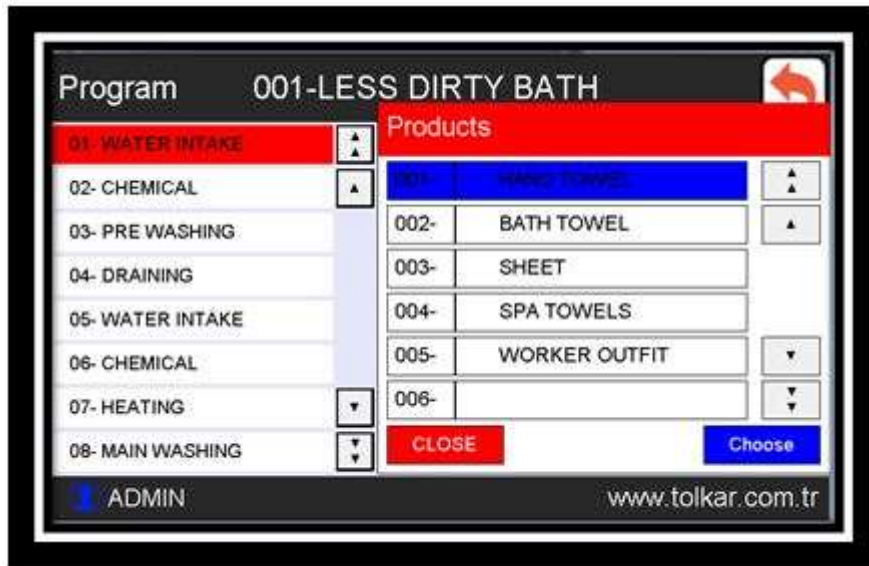 Program 001-LESS DIRTY BATH
01- WATER INTAKE
02- CHEMICAL
03- PRE WASHING
04- DRAINING
05- WATER INTAKE
06- CHEMICAL
07- HEATING
08- MAIN WASHING
Products
001- HAND TOWEL
002- BATH TOWEL
003- SHEET
004- SPA TOWELS
005- WORKER OUTFIT
006-
CLOSE Choose
ADMIN www.tolkar.com.tr